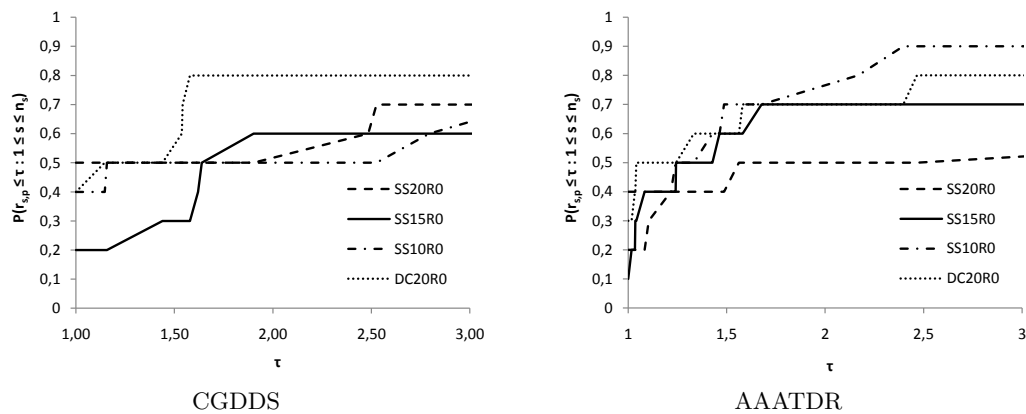 P(r_{s,p} ≤ τ : 1 ≤ s ≤ n_s)
1
0,9
0,8
0,7
0,6
0,5
0,4
0,3
0,2
0,1
0
1,00
1,50
2,00
2,50
3,00
τ
SS20R0
SS15R0
SS10R0
DC20R0
CGDDS
P(r_{s,p} ≤ τ : 1 ≤ s ≤ n_s)
1
0,9
0,8
0,7
0,6
0,5
0,4
0,3
0,2
0,1
0
1
1,5
2
2,5
3
τ
SS20R0
SS15R0
SS10R0
DC20R0
AAATDR